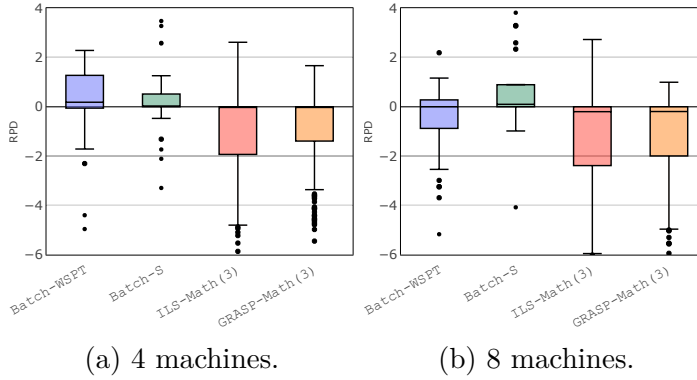 4
2
0
−2
−4
−6
RPD
Batch-WSPT
Batch-S
ILS-Math(3)
GRASP-Math(3)
(a) 4 machines.
4
2
0
−2
−4
−6
RPD
Batch-WSPT
Batch-S
ILS-Math(3)
GRASP-Math(3)
(b) 8 machines.